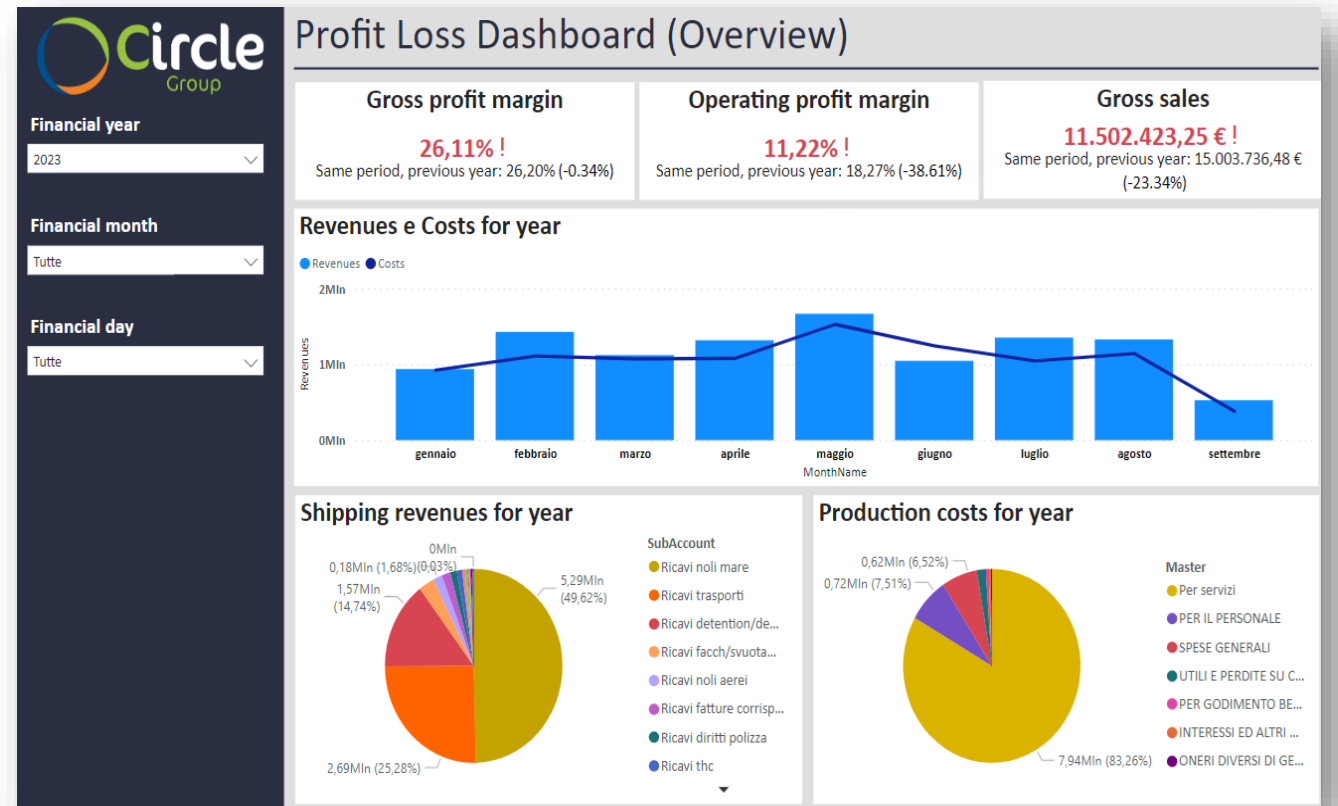 Circle
Group
Financial year
2023
Financial month
Tutte
Financial day
Tutte
Profit Loss Dashboard (Overview)
Gross profit margin
26,11% !
Same period, previous year: 26,20% (-0.34%)
Operating profit margin
11,22% !
Same period, previous year: 18,27% (-38.61%)
Gross sales
11.502.423,25 € !
Same period, previous year: 15.003.736,48 €
(-23.34%)
Revenues e Costs for year
Revenues Costs
2Mln
1Mln
0Mln
Revenues
gennaio febbraio marzo aprile maggio giugno luglio agosto settembre
MonthName
Shipping revenues for year
0Mln
(0,03%)
0,18Mln (1,68%)
1,57Mln
(14,74%)
5,29Mln
(49,62%)
2,69Mln (25,28%)
SubAccount
Ricavi noli mare
Ricavi trasporti
Ricavi detention/de...
Ricavi facch/svuota...
Ricavi noli aerei
Ricavi fatture corrisp...
Ricavi diritti polizza
Ricavi thc
Production costs for year
0,62Mln (6,52%)
0,72Mln (7,51%)
7,94Mln (83,26%)
Master
Per servizi
PER IL PERSONALE
SPESE GENERALI
UTILI E PERDITE SU C...
PER GODIMENTO BE...
INTERESSI ED ALTRI ...
ONERI DIVERSI DI GE...